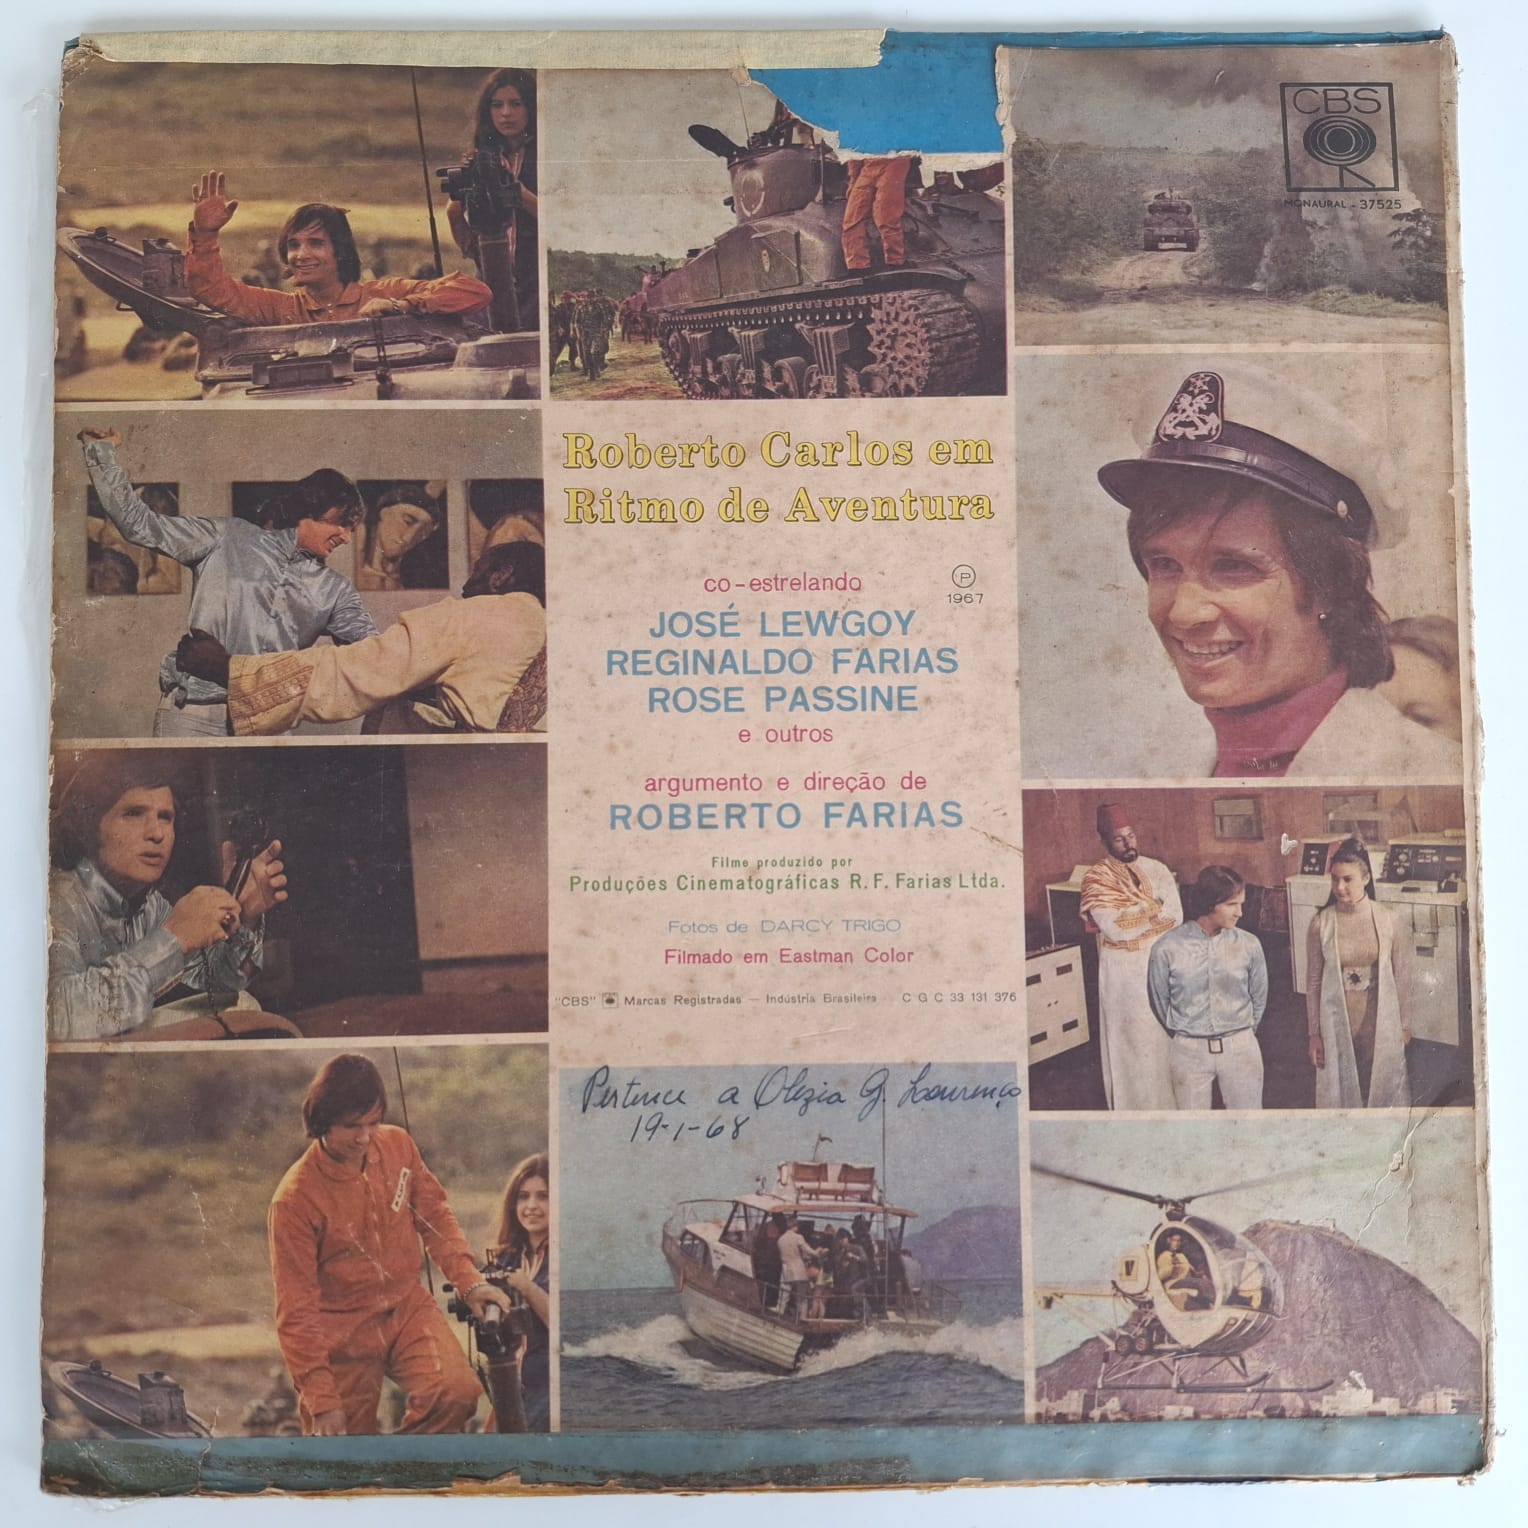 CBS
MONAURAL - 37525
Roberto Carlos em
Ritmo de Aventura
co-estrelando
Ⓟ
1967
JOSÉ LEWGOY
REGINALDO FARIAS
ROSE PASSINE
e outros
argumento e direção de
ROBERTO FARIAS
Filme produzido por
Produções Cinematográficas R. F. Farias Ltda.
Fotos de DARCY TRIGO
Filmado em Eastman Color
"CBS" Marcas Registradas — Indústria Brasileira C G C 33 131 376
Pertence a Olezia G. Lourenço
19-1-68